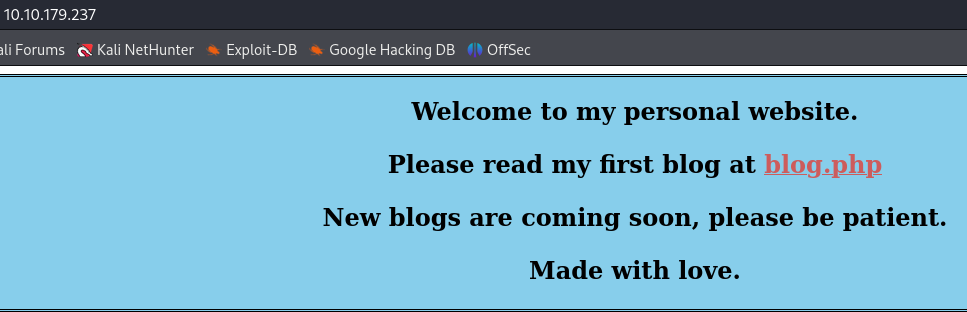 10.10.179.237
ali Forums Kali NetHunter Exploit-DB Google Hacking DB OffSec
Welcome to my personal website.
Please read my first blog at blog.php
New blogs are coming soon, please be patient.
Made with love.